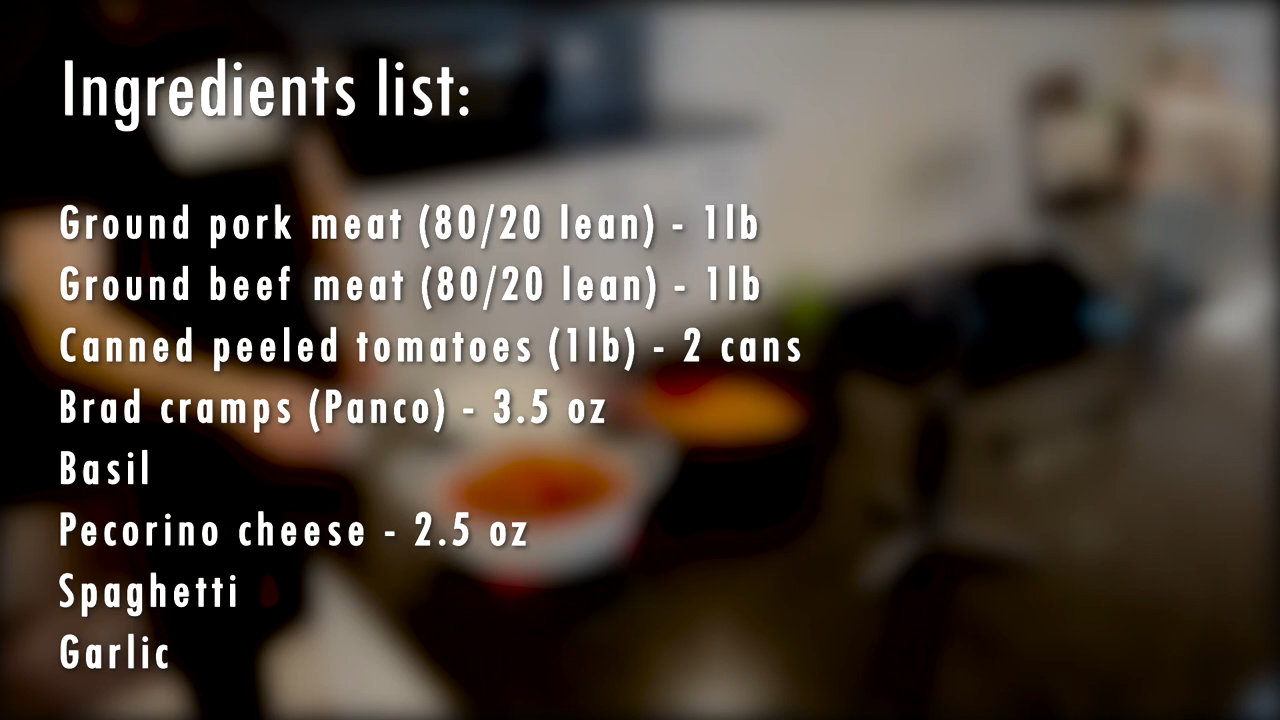 Ingredients list:
Ground pork meat (80/20 lean) - 1lb
Ground beef meat (80/20 lean) - 1lb
Canned peeled tomatoes (1lb) - 2 cans
Brad cramps (Panco) - 3.5 oz
Basil
Pecorino cheese - 2.5 oz
Spaghetti
Garlic